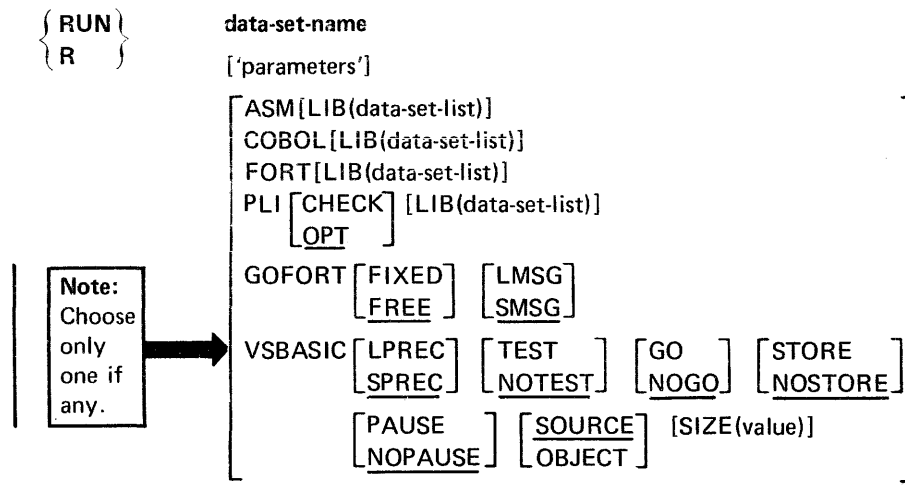 RUN data-set-name
R
['parameters']
ASM[LIB(data-set-list)]
COBOL[LIB(data-set-list)]
FORT[LIB(data-set-list)]
PLI [CHECK] [LIB(data-set-list)]
OPT
GOFORT [FIXED] [LMSG]
FREE SMSG
Note:
Choose
only
one if
any.
VSBASIC [LPREC] [TEST] [GO] [STORE]
SPREC NOTEST NOGO NOSTORE
[PAUSE] [SOURCE] [SIZE(value)]
NOPAUSE OBJECT